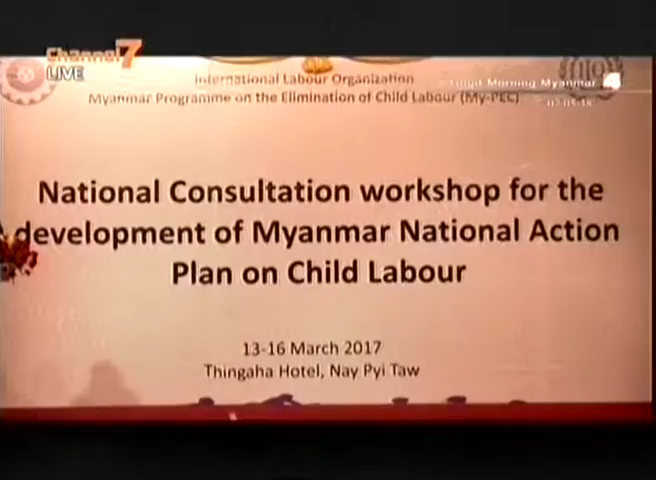 Channel 7
LIVE
Good Morning Myanmar 4
International Labour Organization
Myanmar Programme on the Elimination of Child Labour (My-PEC)
National Consultation workshop for the
development of Myanmar National Action
Plan on Child Labour
13-16 March 2017
Thingaha Hotel, Nay Pyi Taw